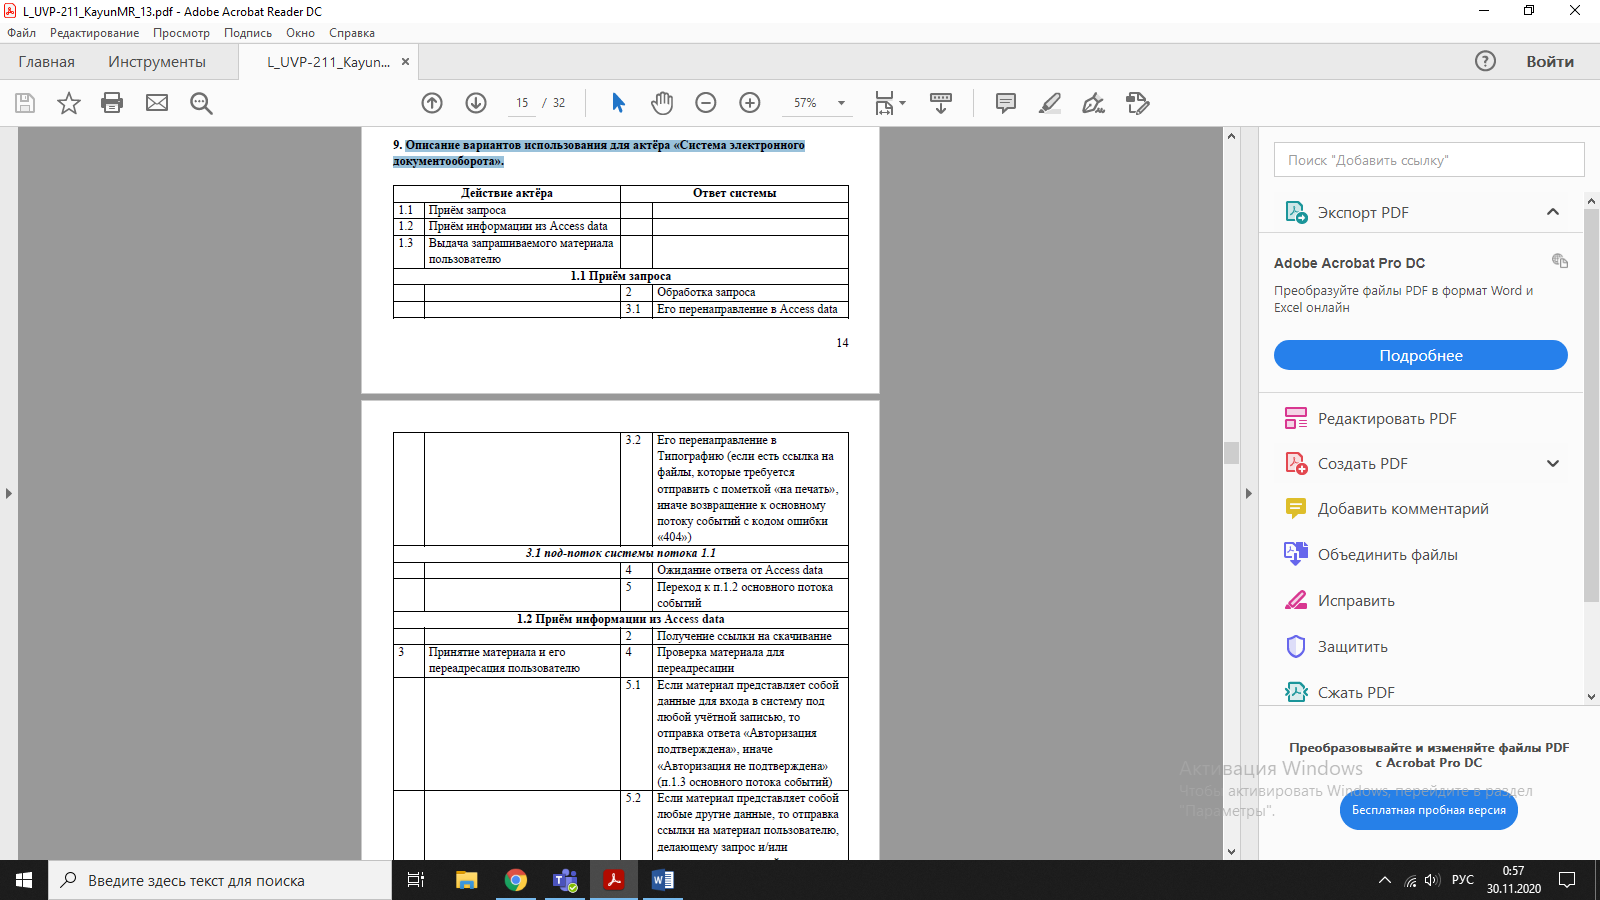 L_UVP-211_KayunMR_13.pdf - Adobe Acrobat Reader DC
Файл Редактирование Просмотр Подпись Окно Справка
Главная Инструменты L_UVP-211_Kayun... × Войти
15 / 32 57%
9. Описание вариантов использования для актёра «Система электронного
документооборота».
Действие актёра Ответ системы
1.1 Приём запроса
1.2 Приём информации из Access data
1.3 Выдача запрашиваемого материала
пользователю
1.1 Приём запроса
2 Обработка запроса
3.1 Его перенаправление в Access data
14
3.2 Его перенаправление в
Типографию (если есть ссылка на
файлы, которые требуется
отправить с пометкой «на печать»,
иначе возвращение к основному
потоку событий с кодом ошибки
«404»)
3.1 под-поток системы потока 1.1
4 Ожидание ответа от Access data
5 Переход к п.1.2 основного потока
событий
1.2 Приём информации из Access data
2 Получение ссылки на скачивание
3 Принятие материала и его 4 Проверка материала для
переадресация пользователю переадресации
5.1 Если материал представляет собой
данные для входа в систему под
любой учётной записью, то
отправка ответа «Авторизация
подтверждена», иначе
«Авторизация не подтверждена»
(п.1.3 основного потока событий)
5.2 Если материал представляет собой
любые другие данные, то отправка
ссылки на материал пользователю,
делающему запрос и/или
Поиск "Добавить ссылку"
Экспорт PDF
Adobe Acrobat Pro DC
Преобразуйте файлы PDF в формат Word и
Excel онлайн
Подробнее
Редактировать PDF
Создать PDF
Добавить комментарий
Объединить файлы
Исправить
Защитить
Сжать PDF
Преобразовывайте и изменяйте файлы PDF
с Acrobat Pro DC
Активация Windows
Чтобы активировать Windows, перейдите в раздел
"Параметры".
Бесплатная пробная версия
Введите здесь текст для поиска
РУС
0:57
30.11.2020